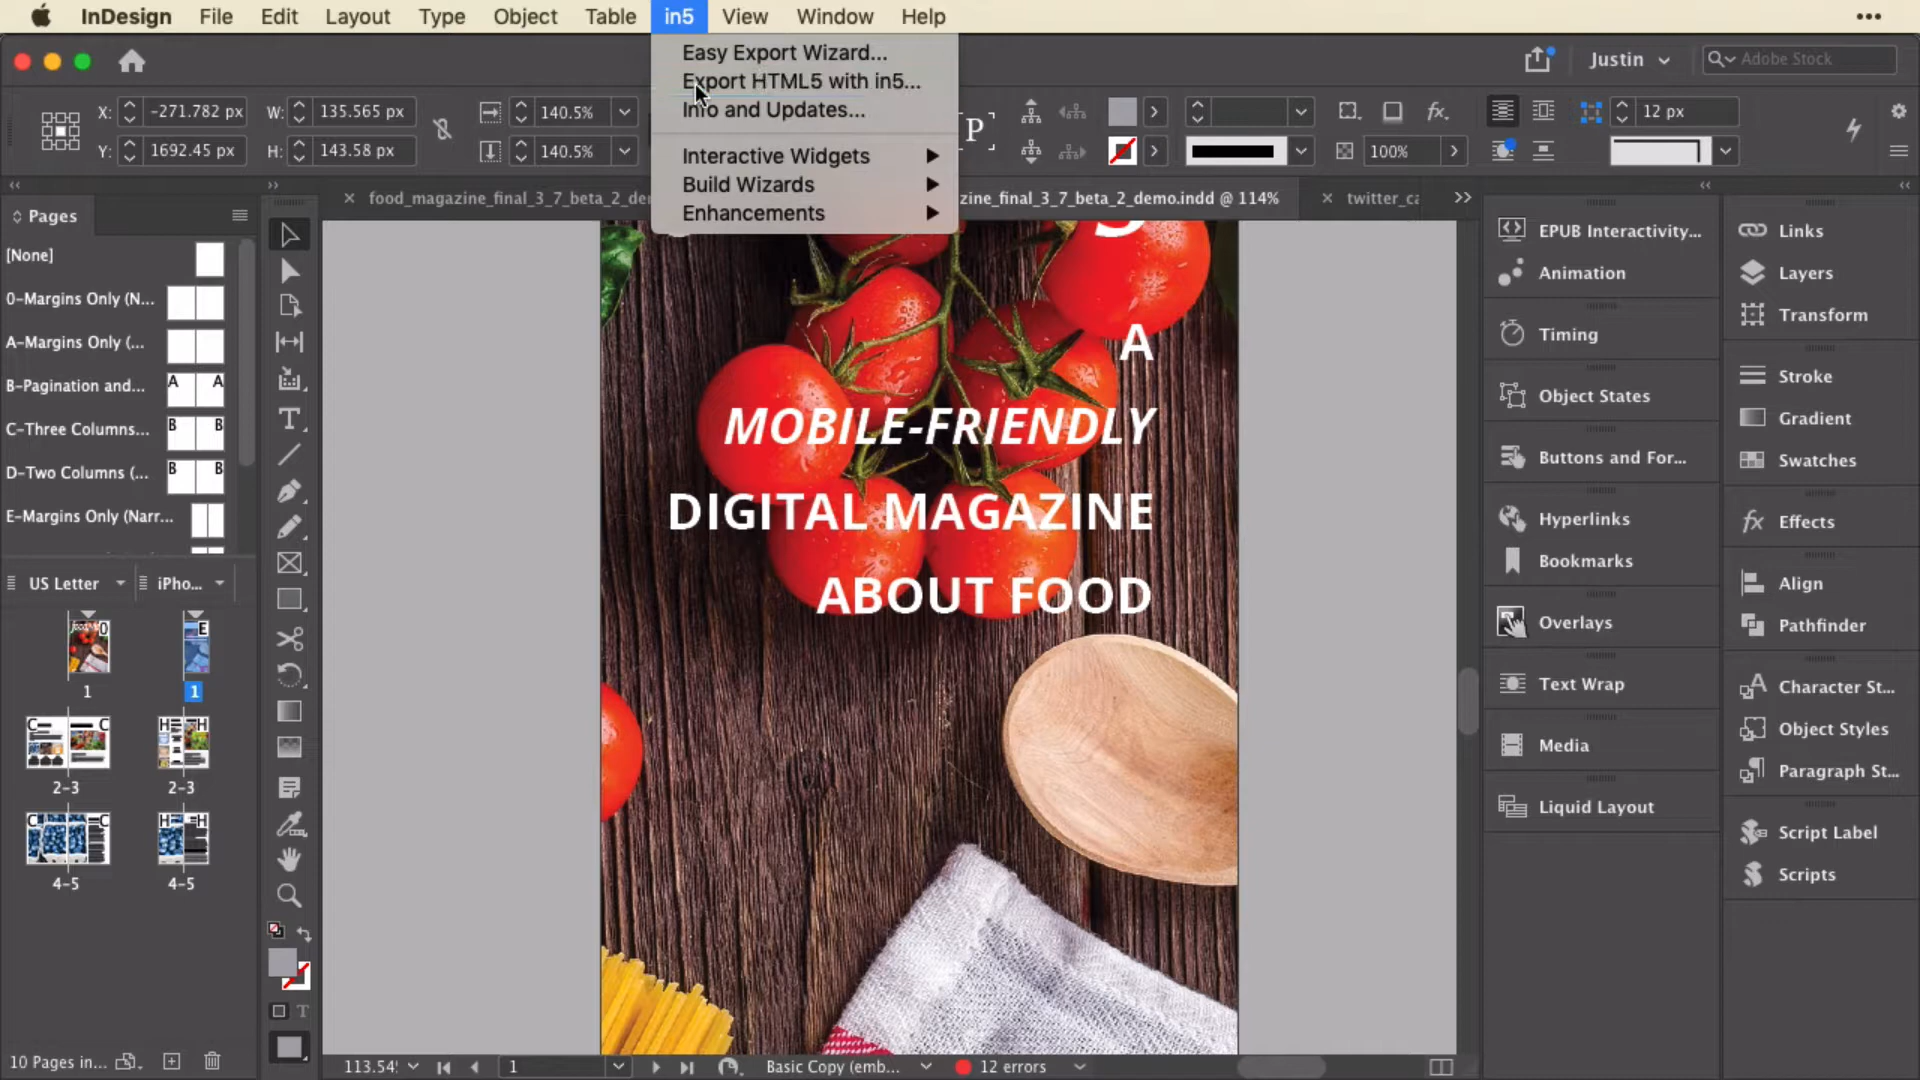 InDesign File Edit Layout Type Object Table in5 View Window Help
Easy Export Wizard...
Export HTML5 with in5...
Info and Updates...
Interactive Widgets
Build Wizards
Enhancements
Justin
Adobe Stock
X: -271.782 px W: 135.565 px 140.5% P 12 px
Y: 1692.45 px H: 143.58 px 140.5% 100%
food_magazine_final_3_7_beta_2_de
zine_final_3_7_beta_2_demo.indd @ 114%
twitter_ca
Pages
[None]
0-Margins Only (N...
A-Margins Only (...
B-Pagination and... A A
C-Three Columns... B B
D-Two Columns (... B B
E-Margins Only (Narr...
US Letter iPho...
0 E
1 1
C C H H
2-3 2-3
C C H H
4-5 4-5
10 Pages in...
A
MOBILE-FRIENDLY
DIGITAL MAGAZINE
ABOUT FOOD
113.54
1
Basic Copy (emb...
12 errors
EPUB Interactivity...
Animation
Timing
Object States
Buttons and For...
Hyperlinks
Bookmarks
Overlays
Text Wrap
Media
Liquid Layout
Links
Layers
Transform
Stroke
Gradient
Swatches
Effects
Align
Pathfinder
Character St...
Object Styles
Paragraph St...
Script Label
Scripts